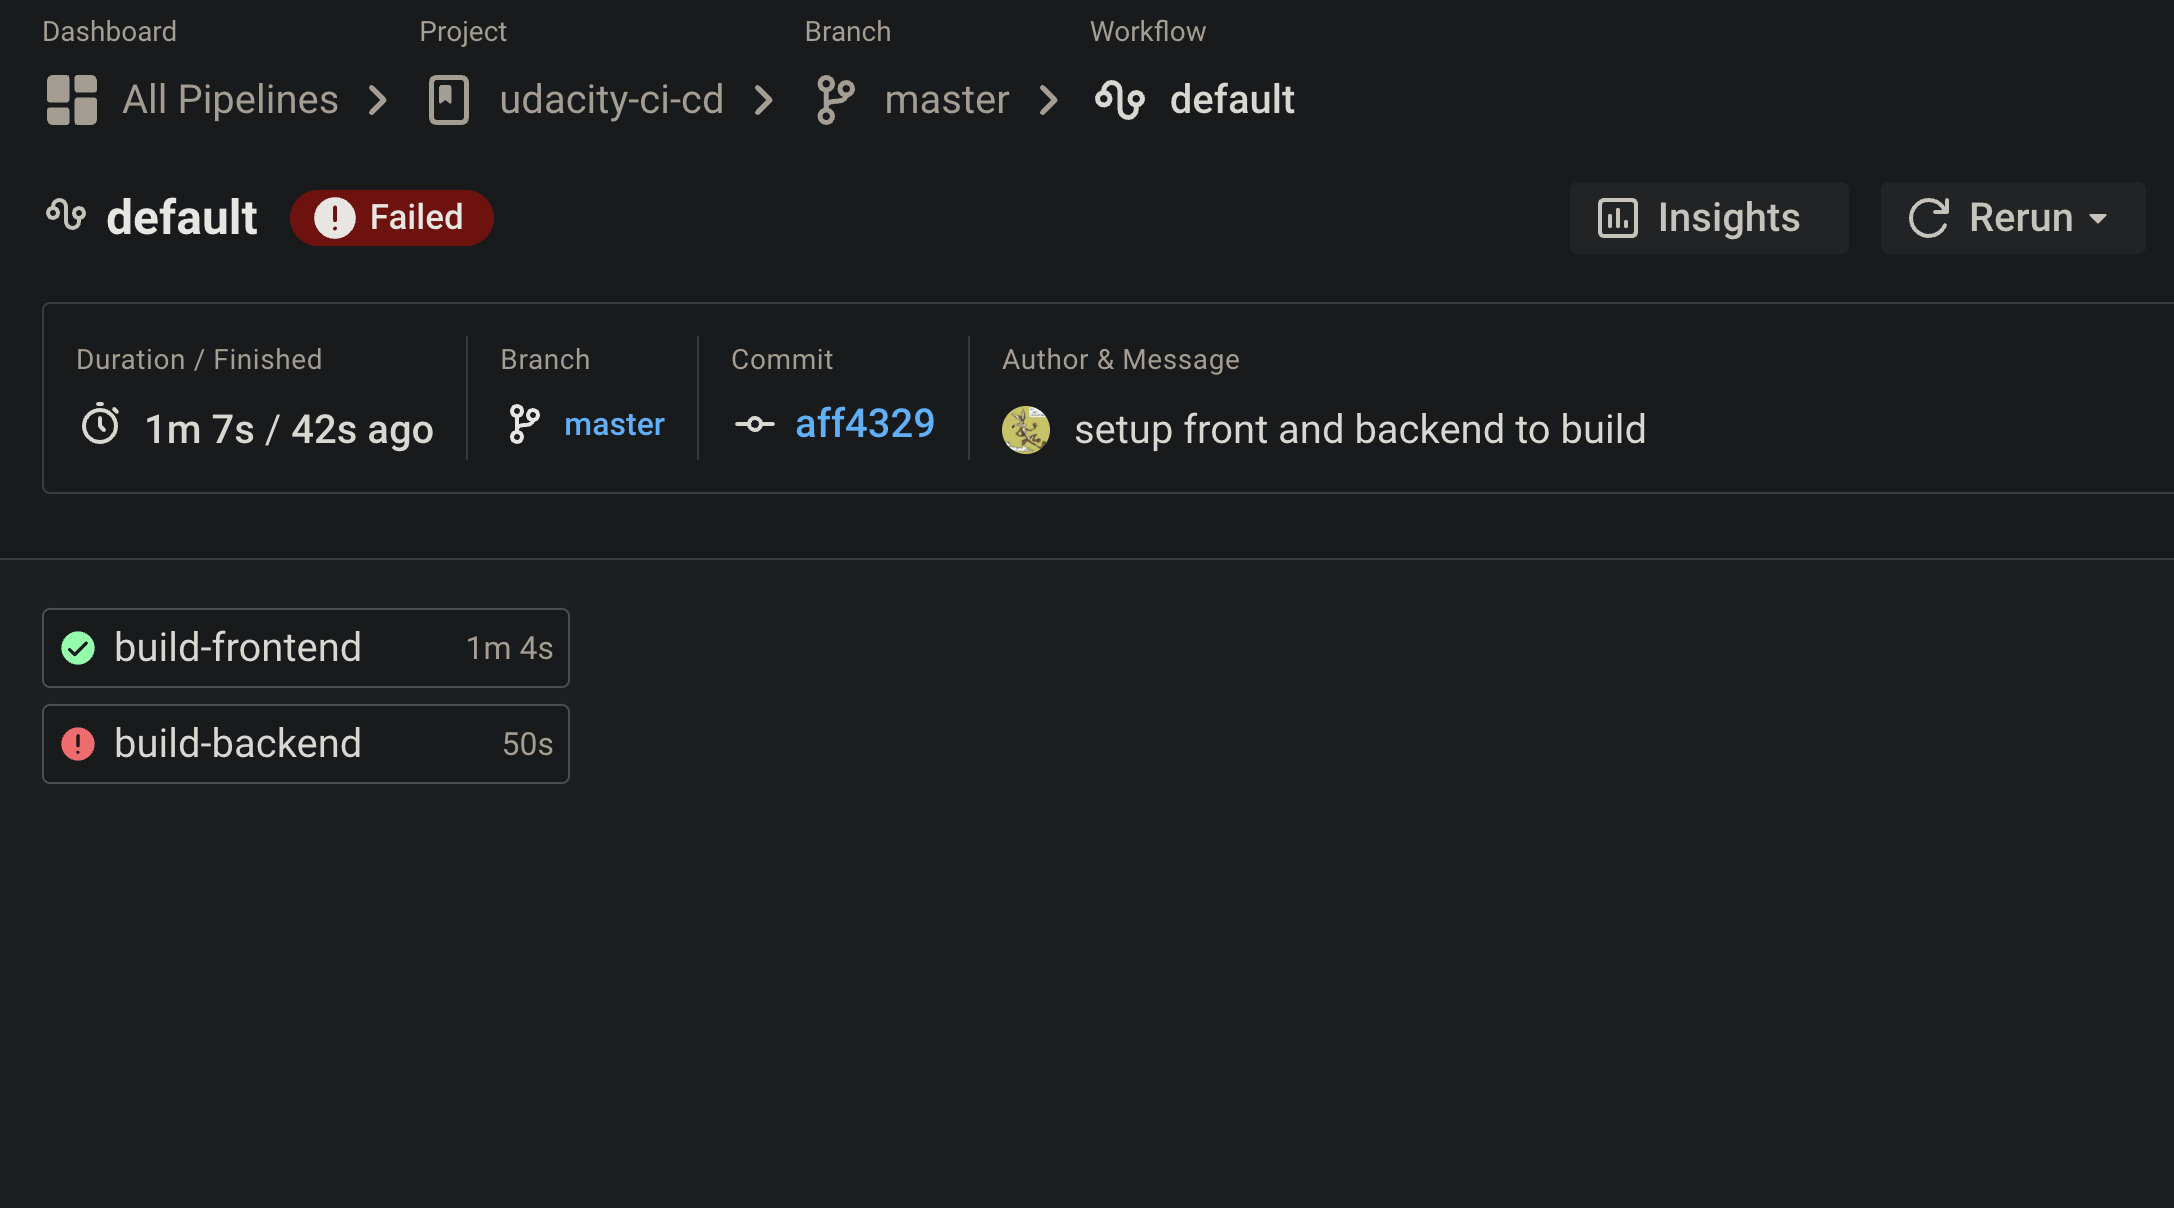 Dashboard Project Branch Workflow
All Pipelines udacity-ci-cd master default
default Failed Insights Rerun
Duration / Finished Branch Commit Author & Message
1m 7s / 42s ago master aff4329 setup front and backend to build
build-frontend 1m 4s
build-backend 50s